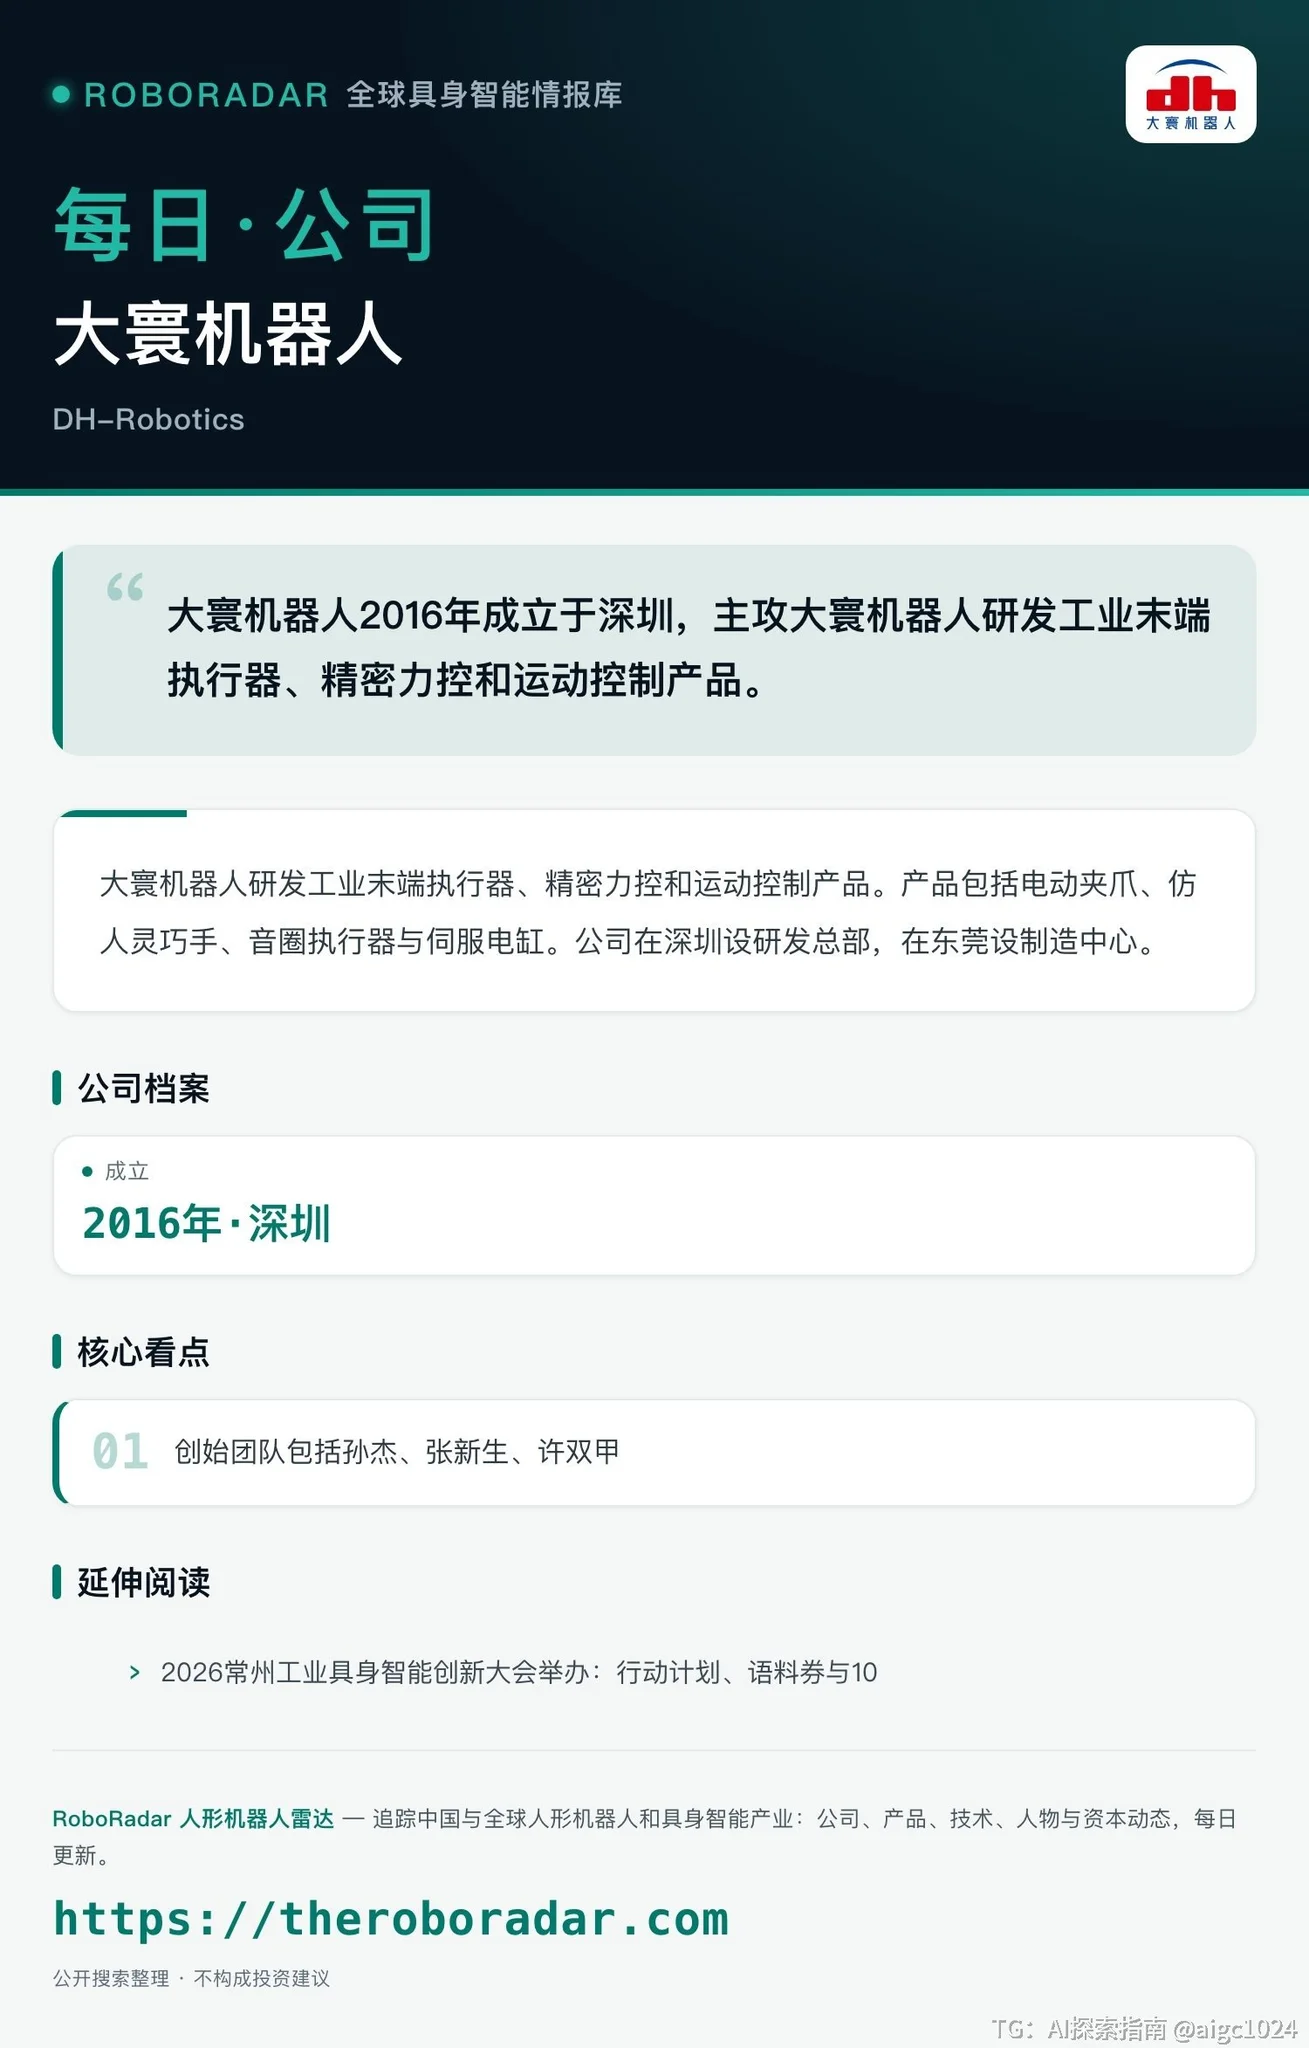 ROBORADAR 全球具身智能情报库
dh
大寰机器人
每日·公司
大寰机器人
DH-Robotics
“
大寰机器人2016年成立于深圳，主攻大寰机器人研发工业末端
执行器、精密力控和运动控制产品。
大寰机器人研发工业末端执行器、精密力控和运动控制产品。产品包括电动夹爪、仿
人灵巧手、音圈执行器与伺服电缸。公司在深圳设研发总部，在东莞设制造中心。
公司档案
成立
2016年·深圳
核心看点
01 创始团队包括孙杰、张新生、许双甲
延伸阅读
› 2026常州工业具身智能创新大会举办：行动计划、语料券与10
RoboRadar 人形机器人雷达 — 追踪中国与全球人形机器人和具身智能产业：公司、产品、技术、人物与资本动态，每日
更新。
https://theroboradar.com
公开搜索整理 · 不构成投资建议
TG：AI探索指南 @aigc1024